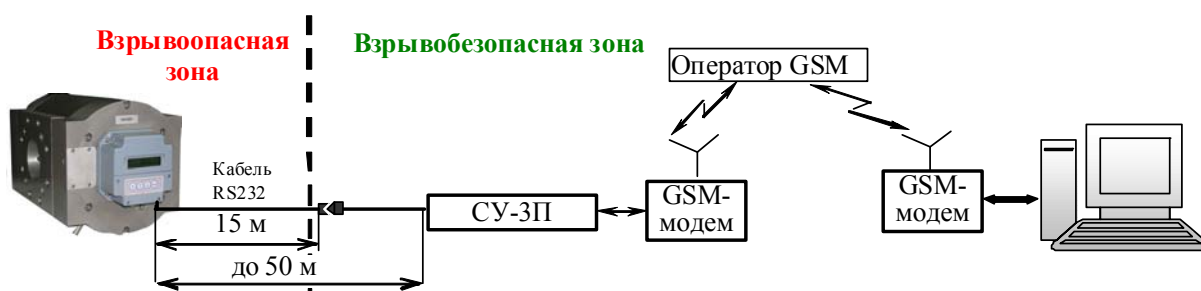 Взрывоопасная
зона
Взрывобезопасная зона
Оператор GSM
Кабель
RS232
15 м
до 50 м
СУ-3П
GSM-
модем
GSM-
модем